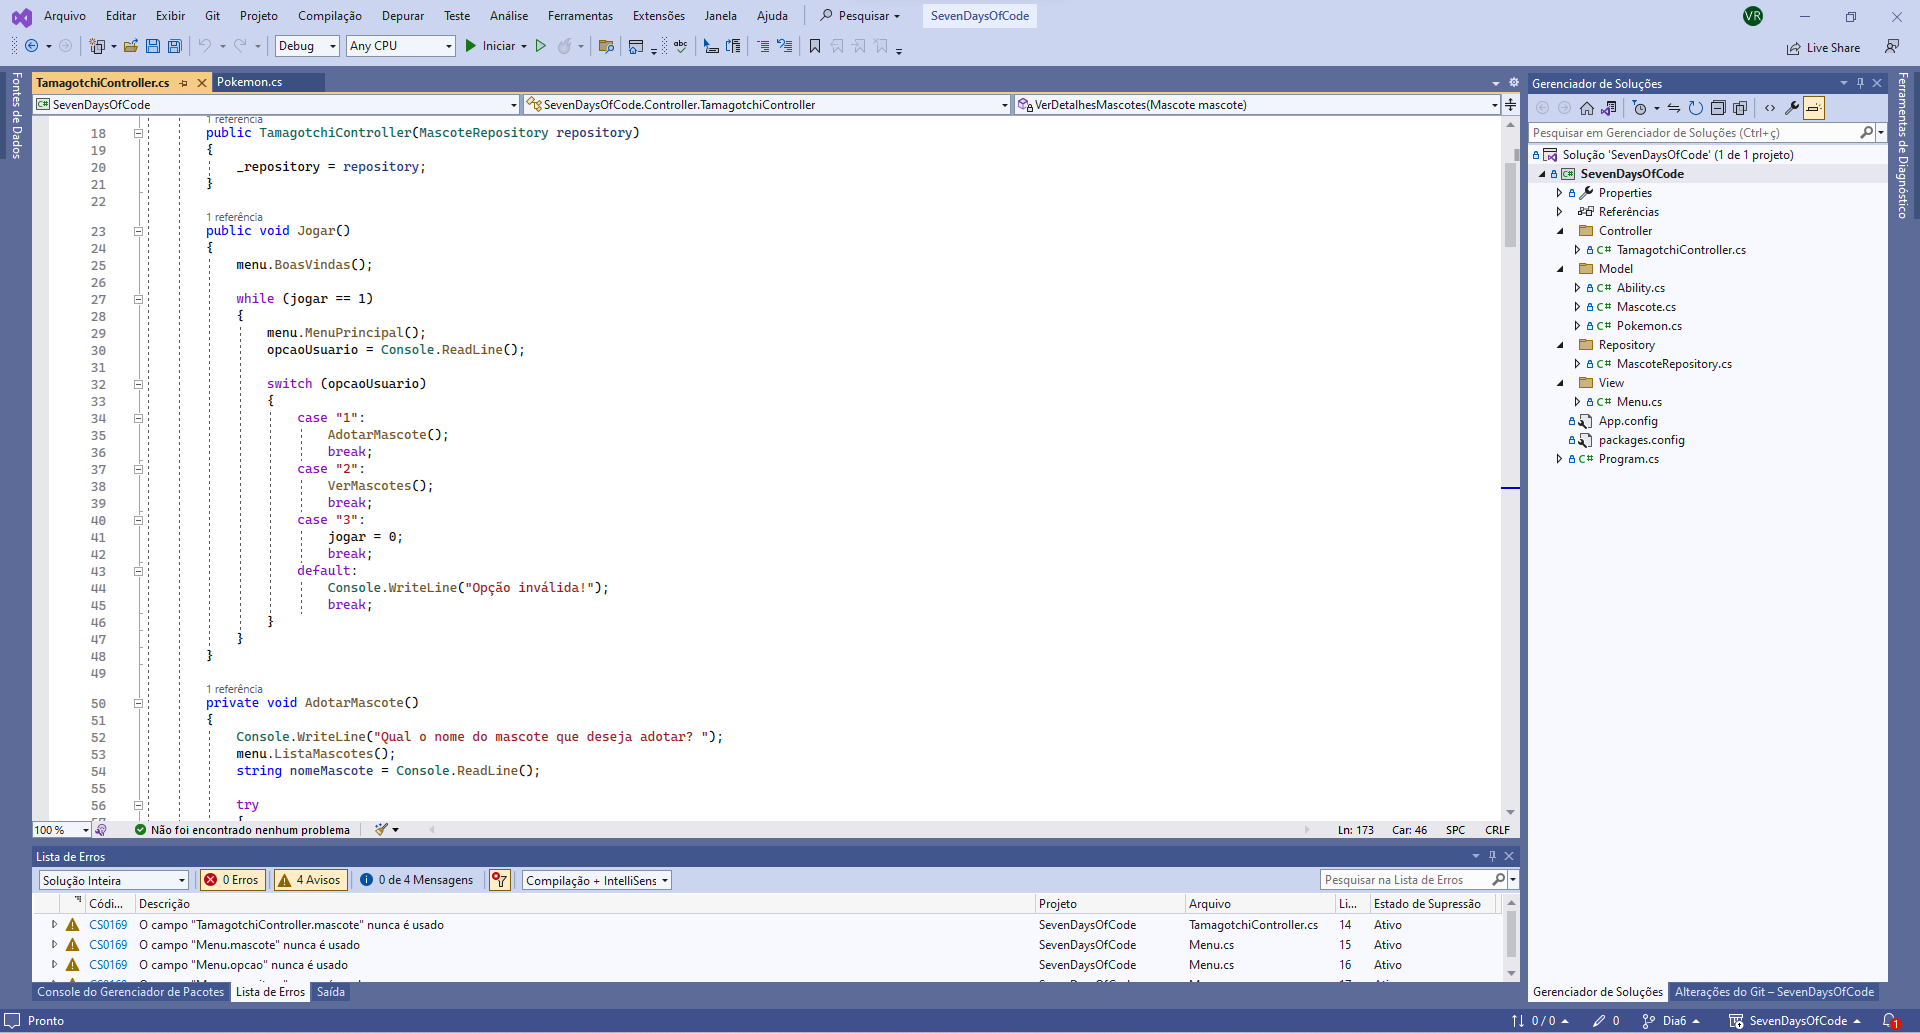 Arquivo Editar Exibir Git Projeto Compilação Depurar Teste Análise Ferramentas Extensões Janela Ajuda Pesquisar SevenDaysOfCode VR
Debug Any CPU Iniciar Live Share
Fontes de Dados
TamagotchiController.cs Pokemon.cs
SevenDaysOfCode SevenDaysOfCode.Controller.TamagotchiController VerDetalhesMascotes(Mascote mascote)
1 referência
18 public TamagotchiController(MascoteRepository repository)
19 {
20 _repository = repository;
21 }
22
1 referência
23 public void Jogar()
24 {
25 menu.BoasVindas();
26
27 while (jogar == 1)
28 {
29 menu.MenuPrincipal();
30 opcaoUsuario = Console.ReadLine();
31
32 switch (opcaoUsuario)
33 {
34 case "1":
35 AdotarMascote();
36 break;
37 case "2":
38 VerMascotes();
39 break;
40 case "3":
41 jogar = 0;
42 break;
43 default:
44 Console.WriteLine("Opção inválida!");
45 break;
46 }
47 }
48 }
49
1 referência
50 private void AdotarMascote()
51 {
52 Console.WriteLine("Qual o nome do mascote que deseja adotar? ");
53 menu.ListaMascotes();
54 string nomeMascote = Console.ReadLine();
55
56 try
57 {
100 % Não foi encontrado nenhum problema Ln: 173 Car: 46 SPC CRLF
Lista de Erros
Solução Inteira 0 Erros 4 Avisos 0 de 4 Mensagens Compilação + IntelliSens Pesquisar na Lista de Erros
Códi... Descrição Projeto Arquivo Li... Estado de Supressão
CS0169 O campo "TamagotchiController.mascote" nunca é usado SevenDaysOfCode TamagotchiController.cs 14 Ativo
CS0169 O campo "Menu.mascote" nunca é usado SevenDaysOfCode Menu.cs 15 Ativo
CS0169 O campo "Menu.opcao" nunca é usado SevenDaysOfCode Menu.cs 16 Ativo
Console do Gerenciador de Pacotes Lista de Erros Saída
Gerenciador de Soluções
Pesquisar em Gerenciador de Soluções (Ctrl+ç)
Solução 'SevenDaysOfCode' (1 de 1 projeto)
SevenDaysOfCode
Properties
Referências
Controller
C# TamagotchiController.cs
Model
C# Ability.cs
C# Mascote.cs
C# Pokemon.cs
Repository
C# MascoteRepository.cs
View
C# Menu.cs
App.config
packages.config
C# Program.cs
Gerenciador de Soluções Alterações do Git – SevenDaysOfCode
Ferramentas de Diagnóstico
Pronto 0 / 0 0 Dia6 SevenDaysOfCode 1